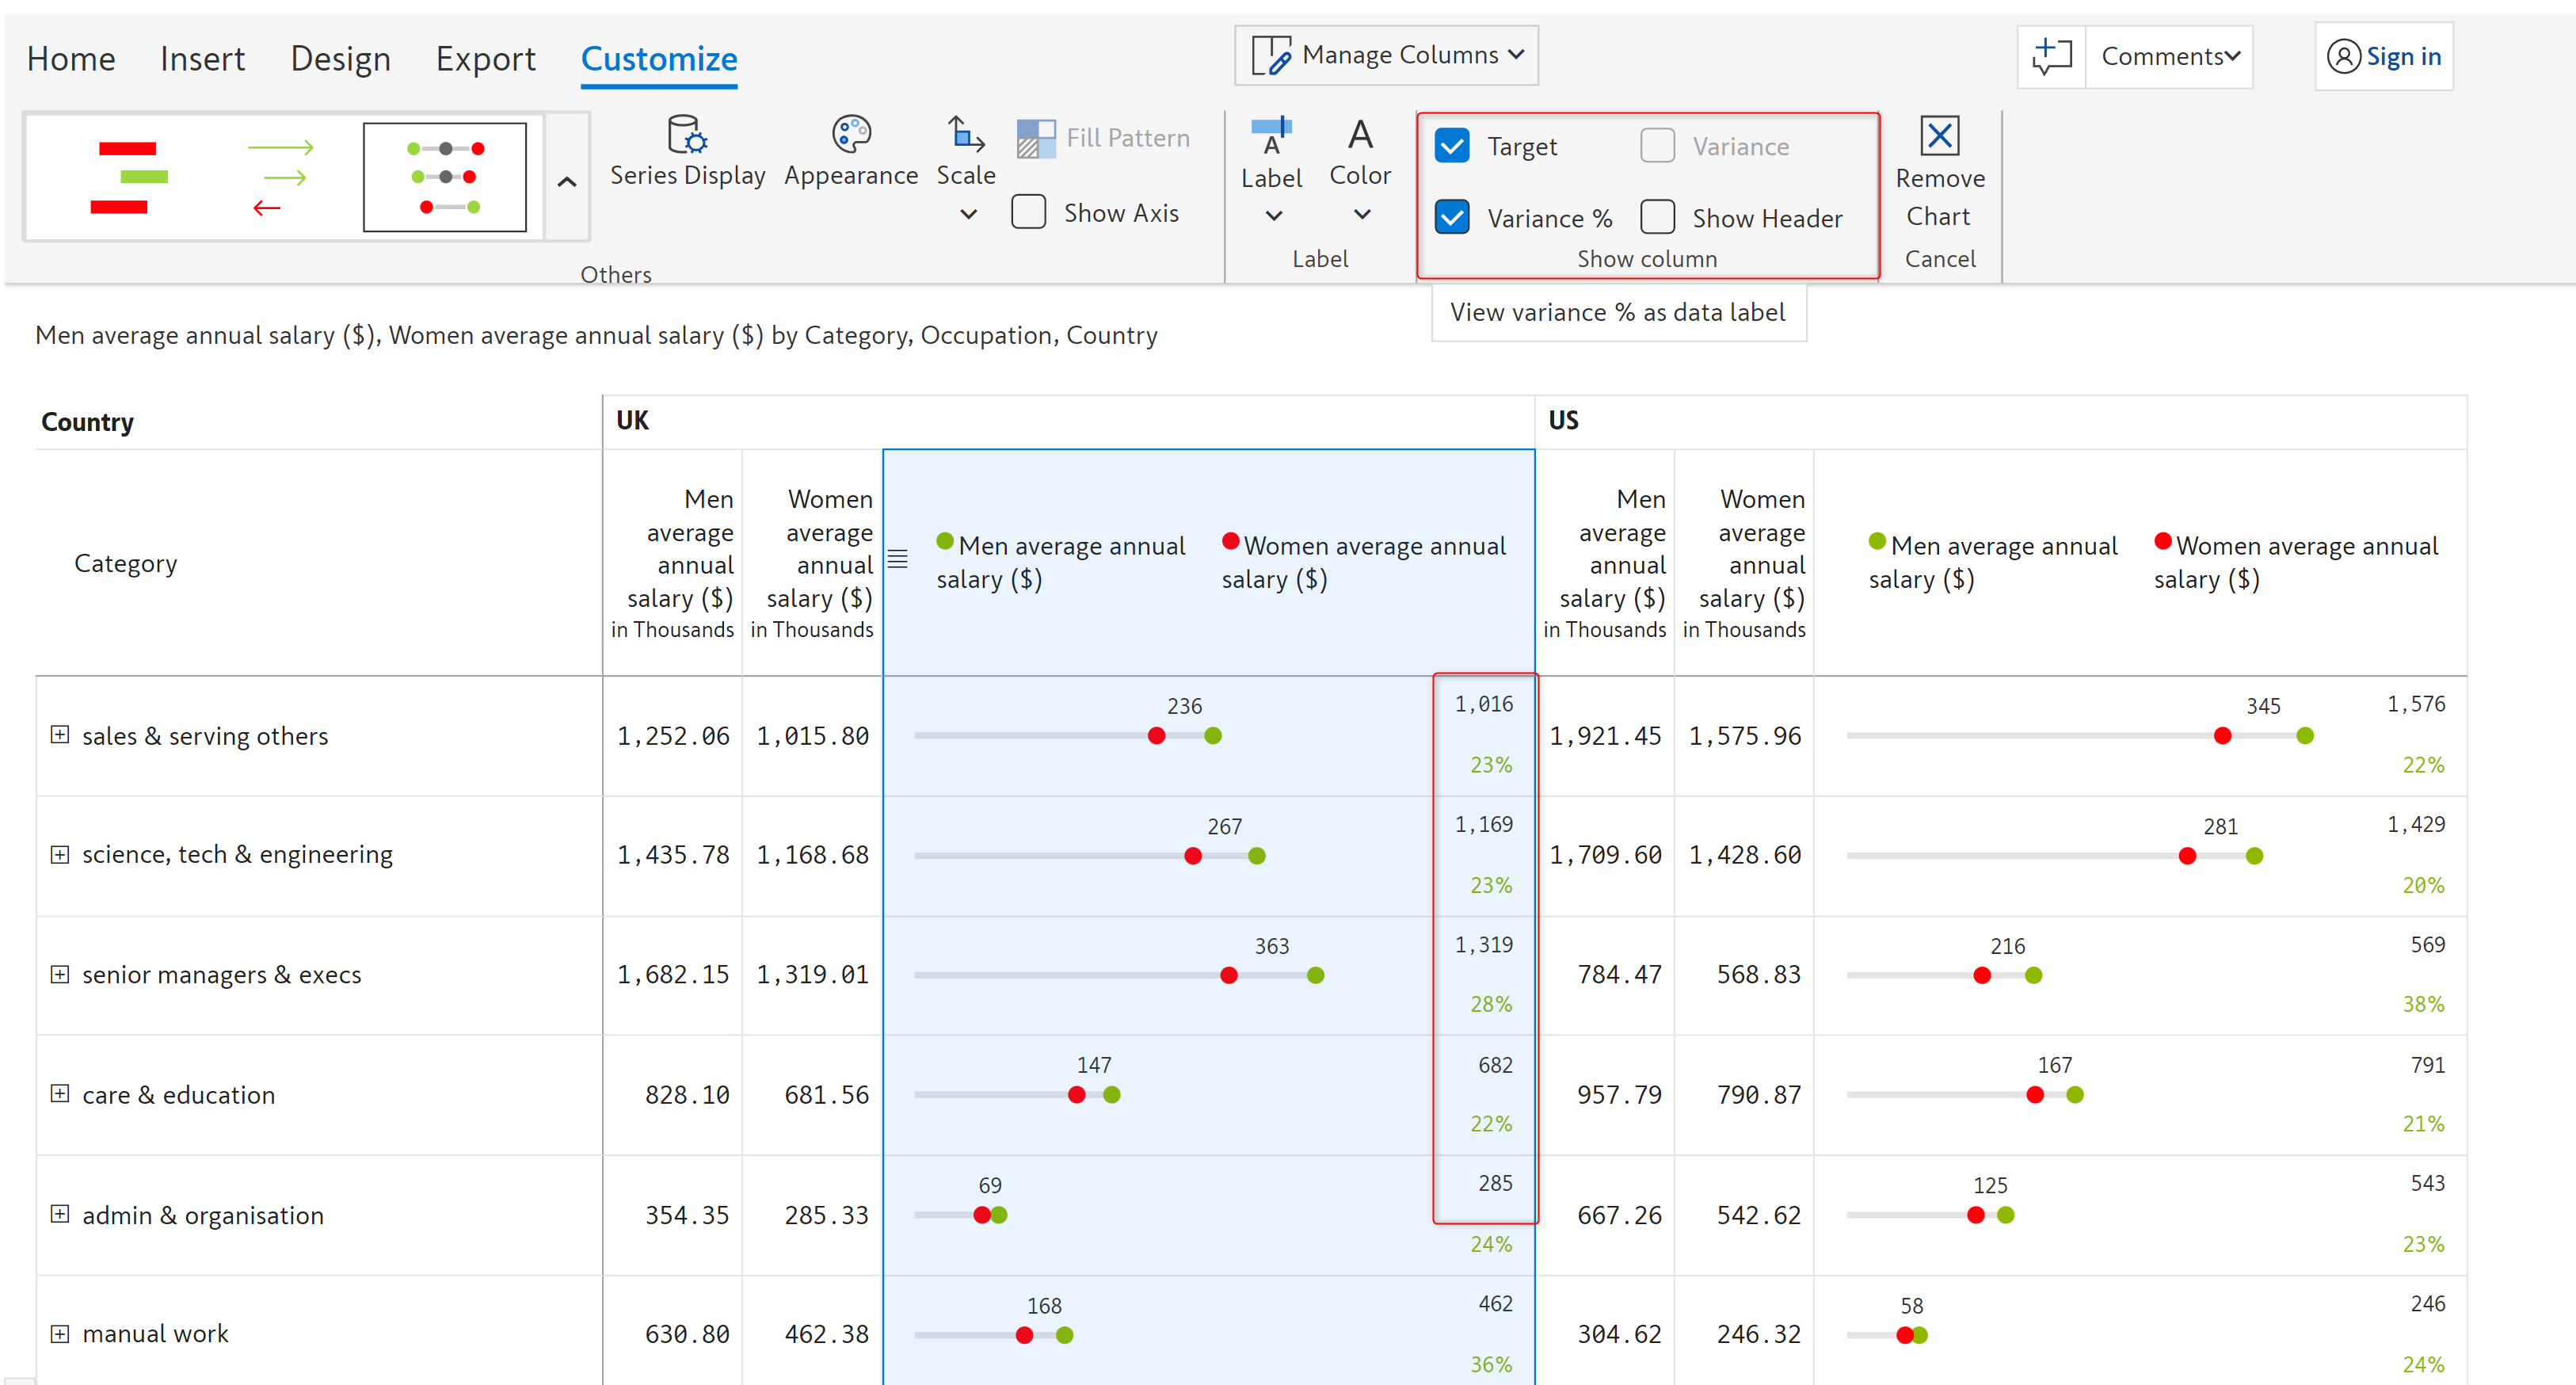 Home Insert Design Export Customize
Manage Columns
Comments
Sign in
Series Display
Appearance
Scale
Fill Pattern
Show Axis
Others
A
Label
A
Color
Label
Target
Variance
Variance %
Show Header
Show column
Remove
Chart
Cancel
View variance % as data label
Men average annual salary ($), Women average annual salary ($) by Category, Occupation, Country
Country
UK
US
Category
Men
average
annual
salary ($)
in Thousands
Women
average
annual
salary ($)
in Thousands
Men average annual
salary ($)
Women average annual
salary ($)
Men
average
annual
salary ($)
in Thousands
Women
average
annual
salary ($)
in Thousands
Men average annual
salary ($)
Women average annual
salary ($)
sales & serving others 1,252.06 1,015.80 236 1,016 23% 1,921.45 1,575.96 345 1,576 22%
science, tech & engineering 1,435.78 1,168.68 267 1,169 23% 1,709.60 1,428.60 281 1,429 20%
senior managers & execs 1,682.15 1,319.01 363 1,319 28% 784.47 568.83 216 569 38%
care & education 828.10 681.56 147 682 22% 957.79 790.87 167 791 21%
admin & organisation 354.35 285.33 69 285 24% 667.26 542.62 125 543 23%
manual work 630.80 462.38 168 462 36% 304.62 246.32 58 246 24%